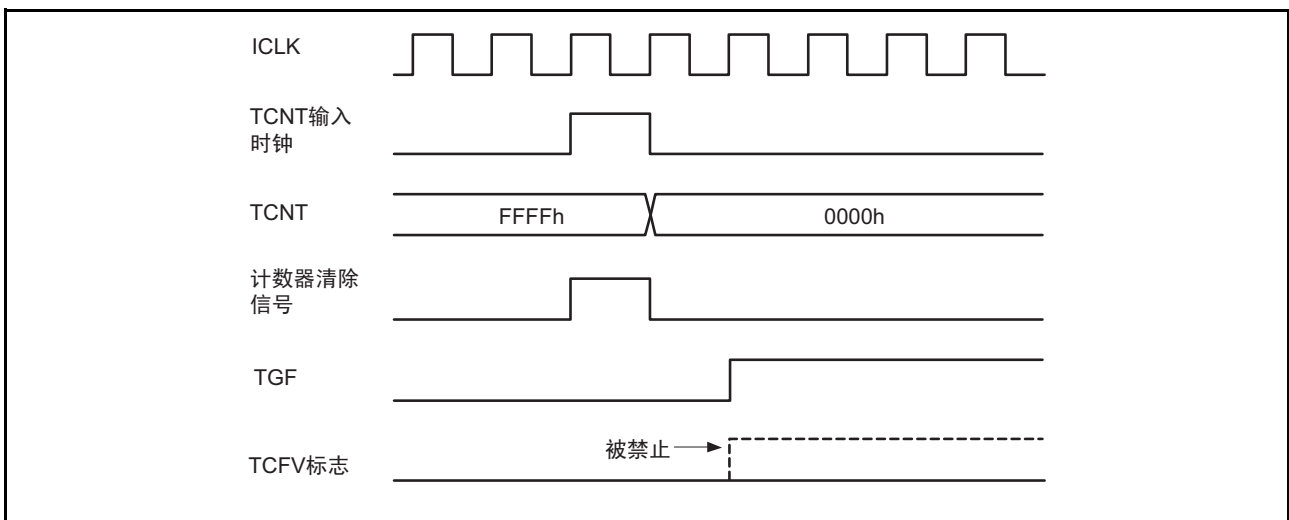 ICLK
TCNT输入
时钟
TCNT
FFFFh
0000h
计数器清除
信号
TGF
被禁止
TCFV标志